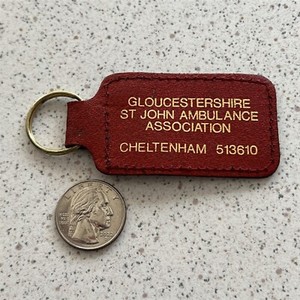 GLOUCESTERSHIRE
ST JOHN AMBULANCE
ASSOCIATION
CHELTENHAM 513610